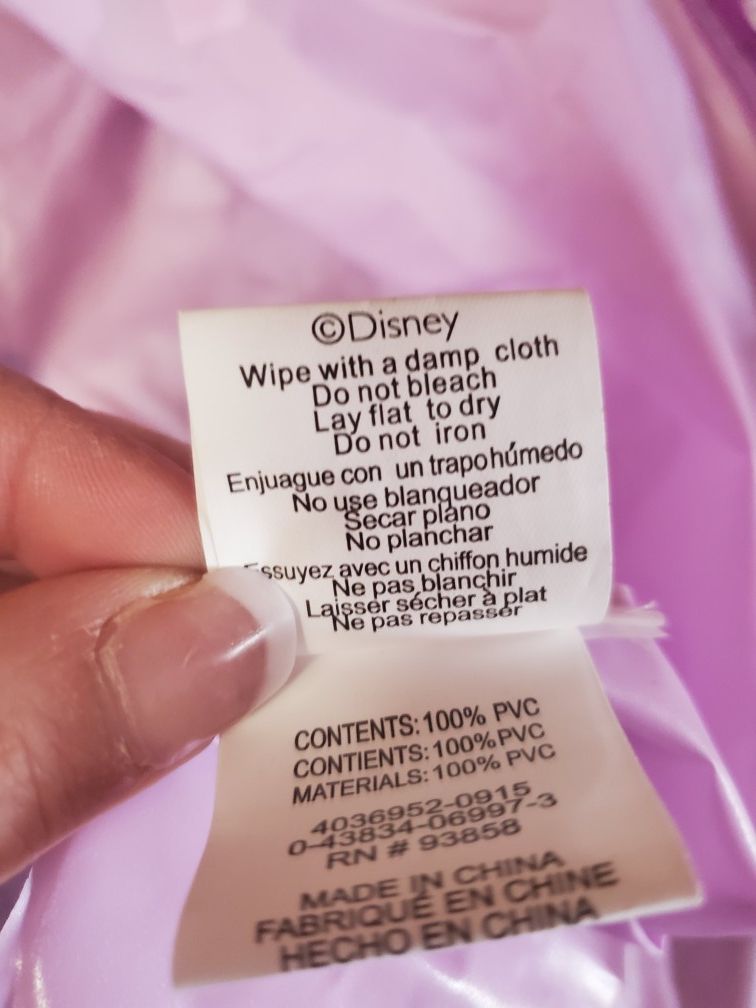 ©Disney
Wipe with a damp cloth
Do not bleach
Lay flat to dry
Do not iron
Enjuague con un trapo húmedo
No use blanqueador
Secar plano
No planchar
Essuyez avec un chiffon humide
Ne pas blanchir
Laisser sécher à plat
Ne pas repasser
CONTENTS: 100% PVC
CONTIENTS: 100% PVC
MATERIALS: 100% PVC
4036952-0915
0-43834-06997-3
RN # 93858
MADE IN CHINA
FABRIQUÉ EN CHINE
HECHO EN CHINA